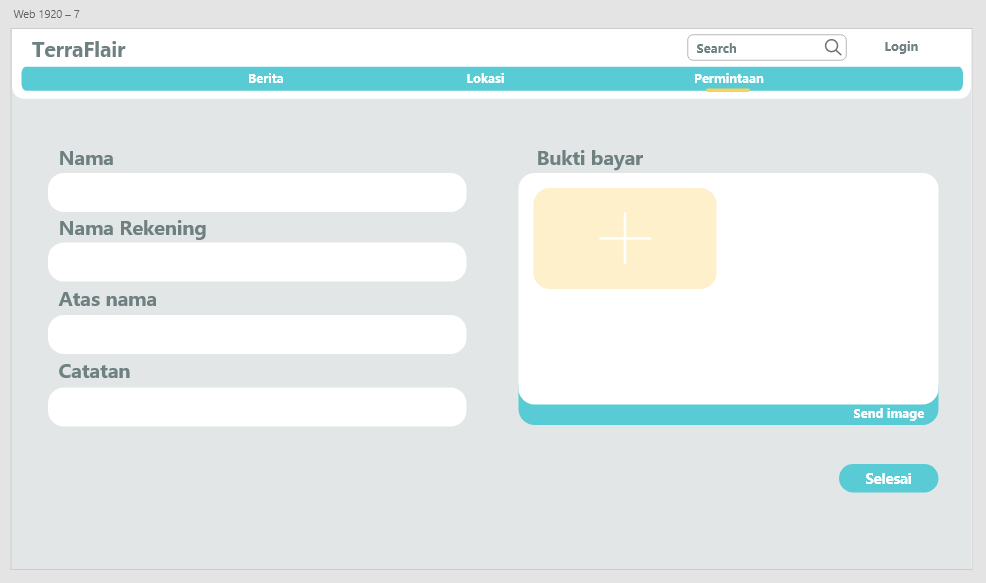 Web 1920 – 7
TerraFlair
Search
Login
Berita
Lokasi
Permintaan
Nama
Nama Rekening
Atas nama
Catatan
Bukti bayar
Send image
Selesai